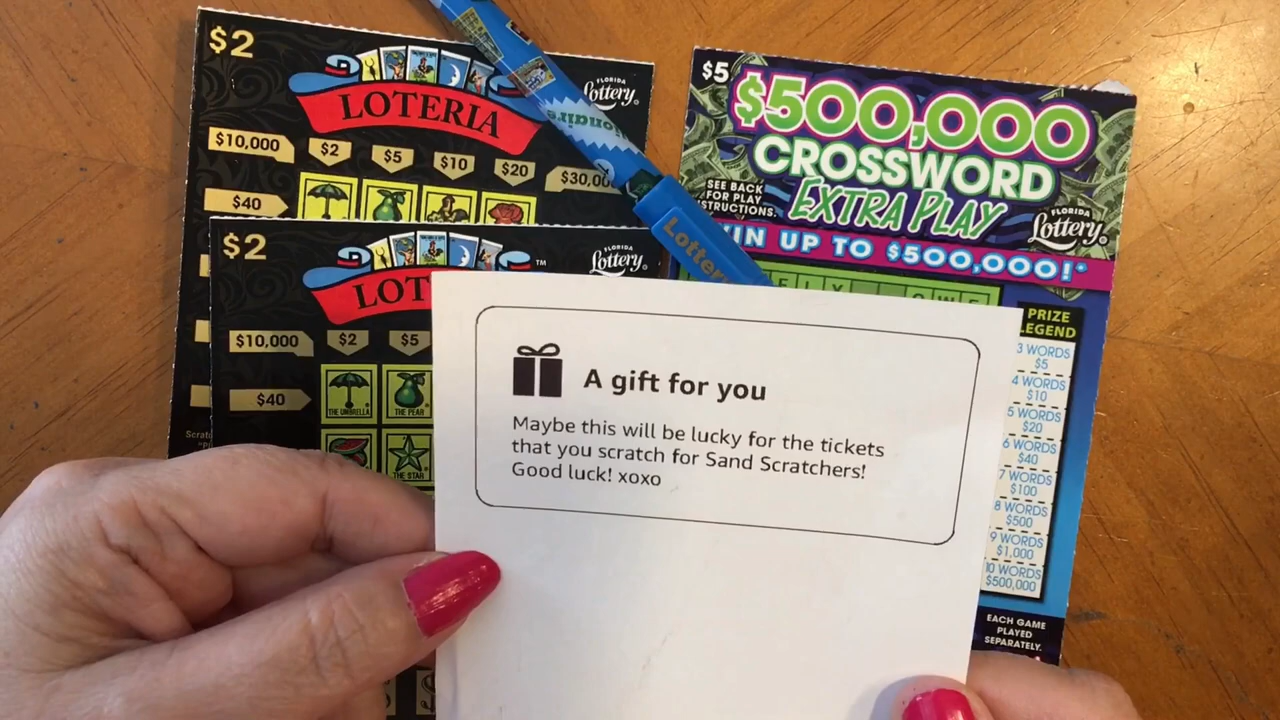 $2
LOTERIA
FLORIDA
Lottery
$10,000
$2
$5
$10
$20
$40
$2
LOT
TM
FLORIDA
Lottery
$10,000
$2
$5
$40
THE UMBRELLA
THE PEAR
THE STAR
Lottery
$5
$500,000
CROSSWORD
EXTRA PLAY
SEE BACK
FOR PLAY
FLORIDA
Lottery
WIN UP TO $500,000!*
PRIZE
LEGEND
3 WORDS
$5
4 WORDS
$10
5 WORDS
$20
6 WORDS
$40
7 WORDS
$100
8 WORDS
$500
9 WORDS
$1,000
10 WORDS
$500,000
EACH GAME
PLAYED
SEPARATELY.
A gift for you
Maybe this will be lucky for the tickets
that you scratch for Sand Scratchers!
Good luck! xoxo